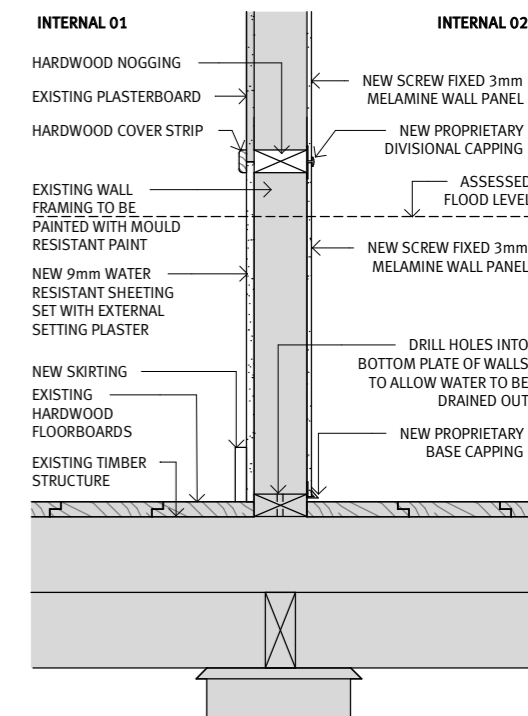 INTERNAL 01
HARDWOOD NOGGING
EXISTING PLASTERBOARD
HARDWOOD COVER STRIP
EXISTING WALL
FRAMING TO BE
PAINTED WITH MOULD
RESISTANT PAINT
NEW 9mm WATER
RESISTANT SHEETING
SET WITH EXTERNAL
SETTING PLASTER
NEW SKIRTING
EXISTING
HARDWOOD
FLOORBOARDS
EXISTING TIMBER
STRUCTURE
INTERNAL 02
NEW SCREW FIXED 3mm
MELAMINE WALL PANEL
NEW PROPRIETARY
DIVISIONAL CAPPING
ASSESSED
FLOOD LEVEL
NEW SCREW FIXED 3mm
MELAMINE WALL PANEL
DRILL HOLES INTO
BOTTOM PLATE OF WALLS
TO ALLOW WATER TO BE
DRAINED OUT
NEW PROPRIETARY
BASE CAPPING